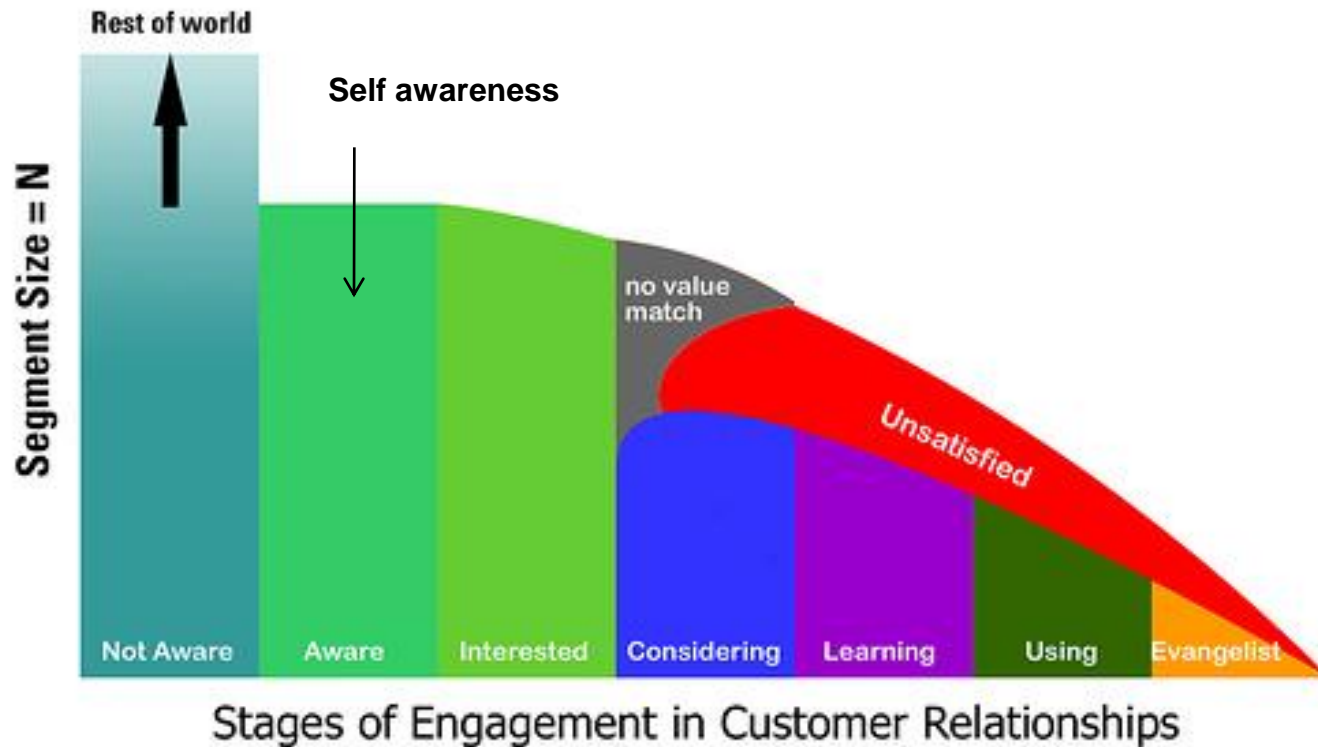 Rest of world
Self awareness
Segment Size = N
no value
match
Unsatisfied
Not Aware
Aware
Interested
Considering
Learning
Using
Evangelist
Stages of Engagement in Customer Relationships